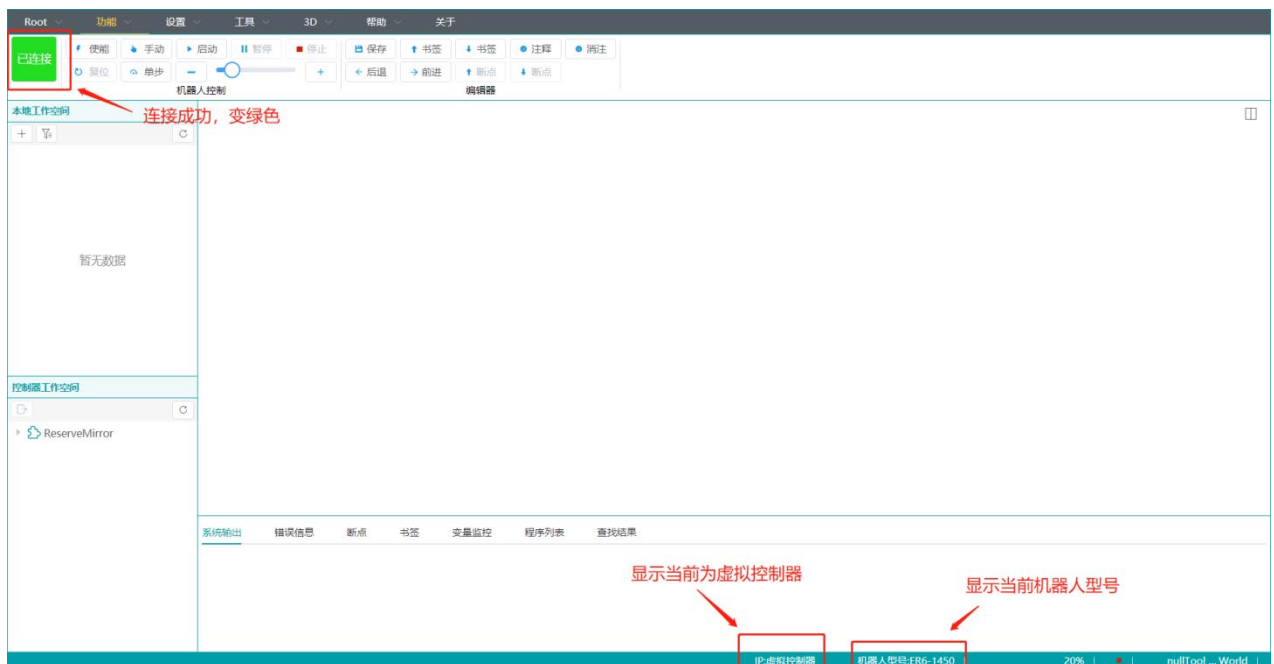 Root 功能 设置 工具 3D 帮助 关于
已连接
使能 手动 启动 暂停 停止 保存 书签 书签 注释 消注
复位 单步 − + 后退 前进 断点 断点
机器人控制 编辑器
本地工作空间
连接成功，变绿色
暂无数据
控制器工作空间
ReserveMirror
系统输出 错误信息 断点 书签 变量监控 程序列表 查找结果
显示当前为虚拟控制器
显示当前机器人型号
IP:虚拟控制器 机器人型号:ER6-1450 20% nullTool ... World